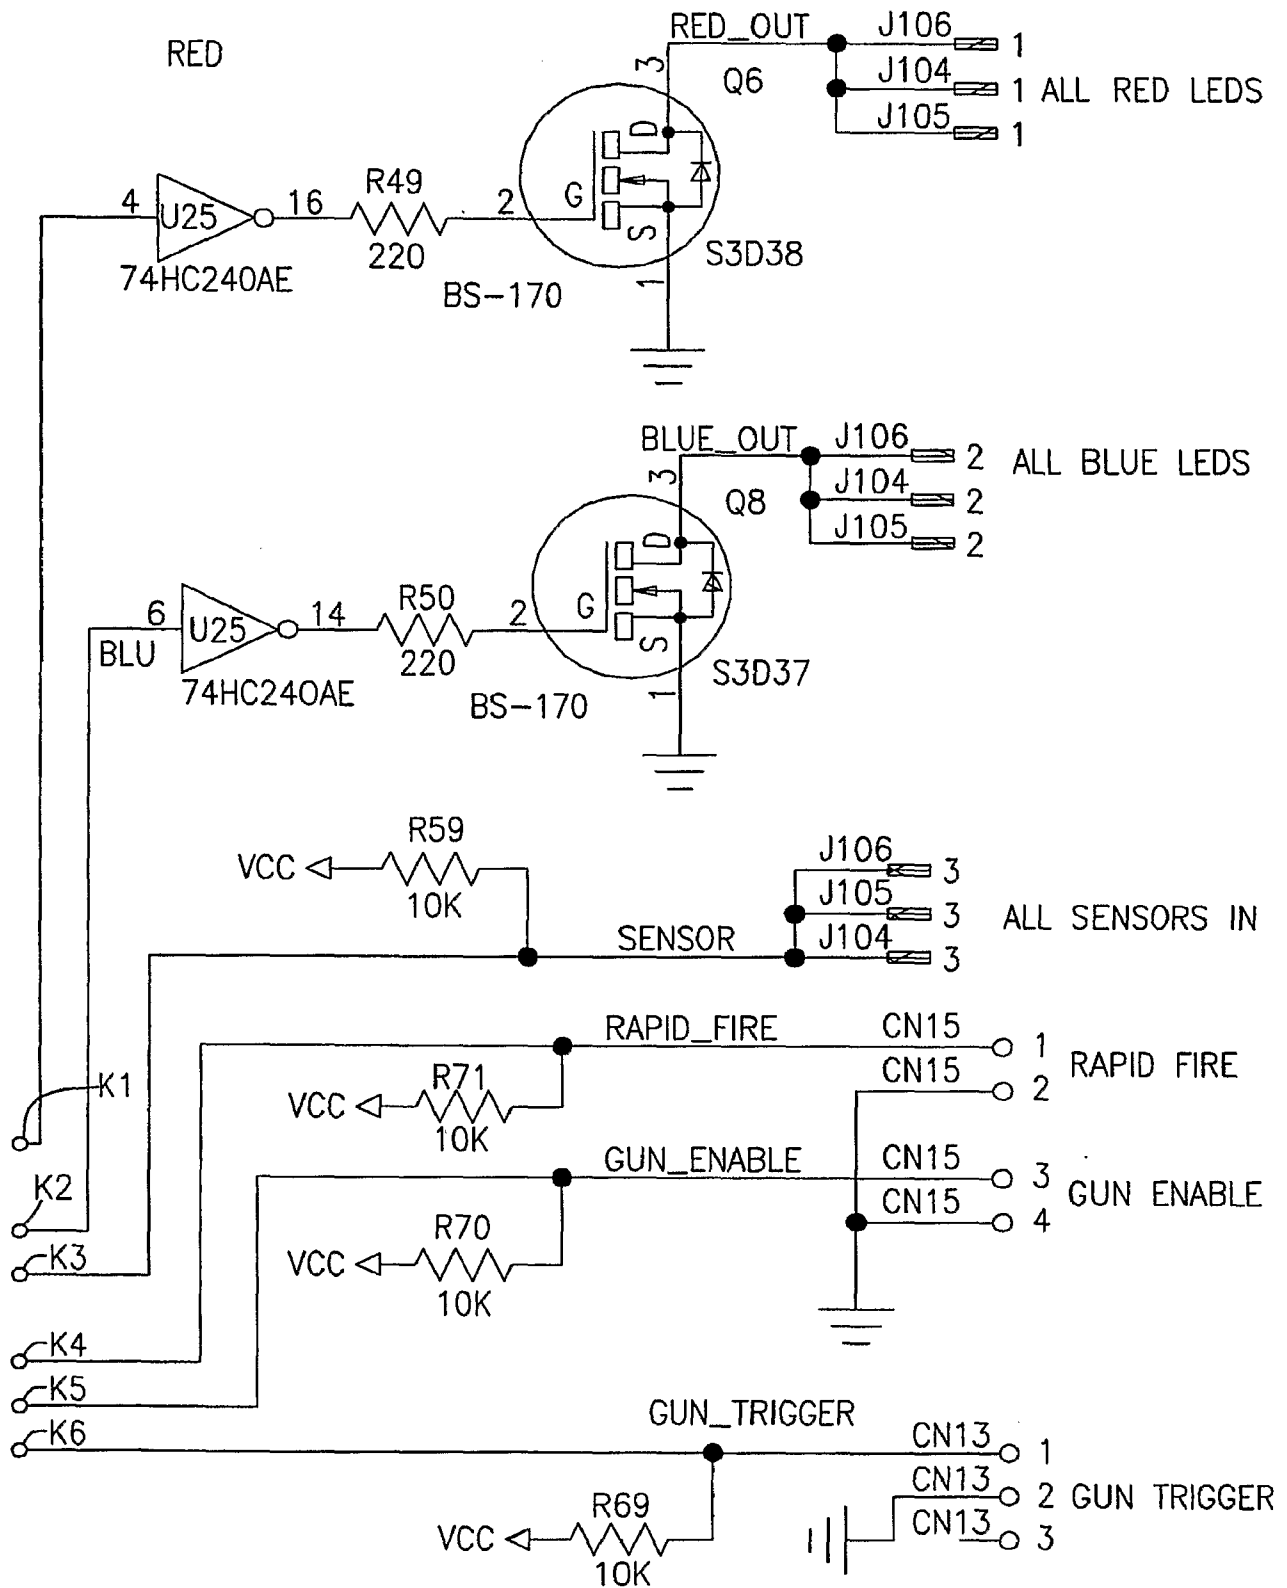 RED
RED_OUT
J106
1
3
Q6
J104
1 ALL RED LEDS
J105
1
D
4
U25
16
R49
220
2
G
S
74HC240AE
BS-170
S3D38
1
BLUE_OUT
J106
2
ALL BLUE LEDS
3
Q8
J104
2
J105
2
D
6
BLU
U25
14
R50
220
2
G
S
74HC240AE
BS-170
S3D37
1
R59
VCC
10K
J106
3
J105
3
ALL SENSORS IN
SENSOR
J104
3
RAPID_FIRE
CN15
1
RAPID FIRE
R71
VCC
10K
CN15
2
K1
GUN_ENABLE
CN15
3
GUN ENABLE
K2
R70
VCC
10K
CN15
4
K3
K4
K5
GUN_TRIGGER
K6
CN13
1
R69
VCC
10K
CN13
2 GUN TRIGGER
CN13
3